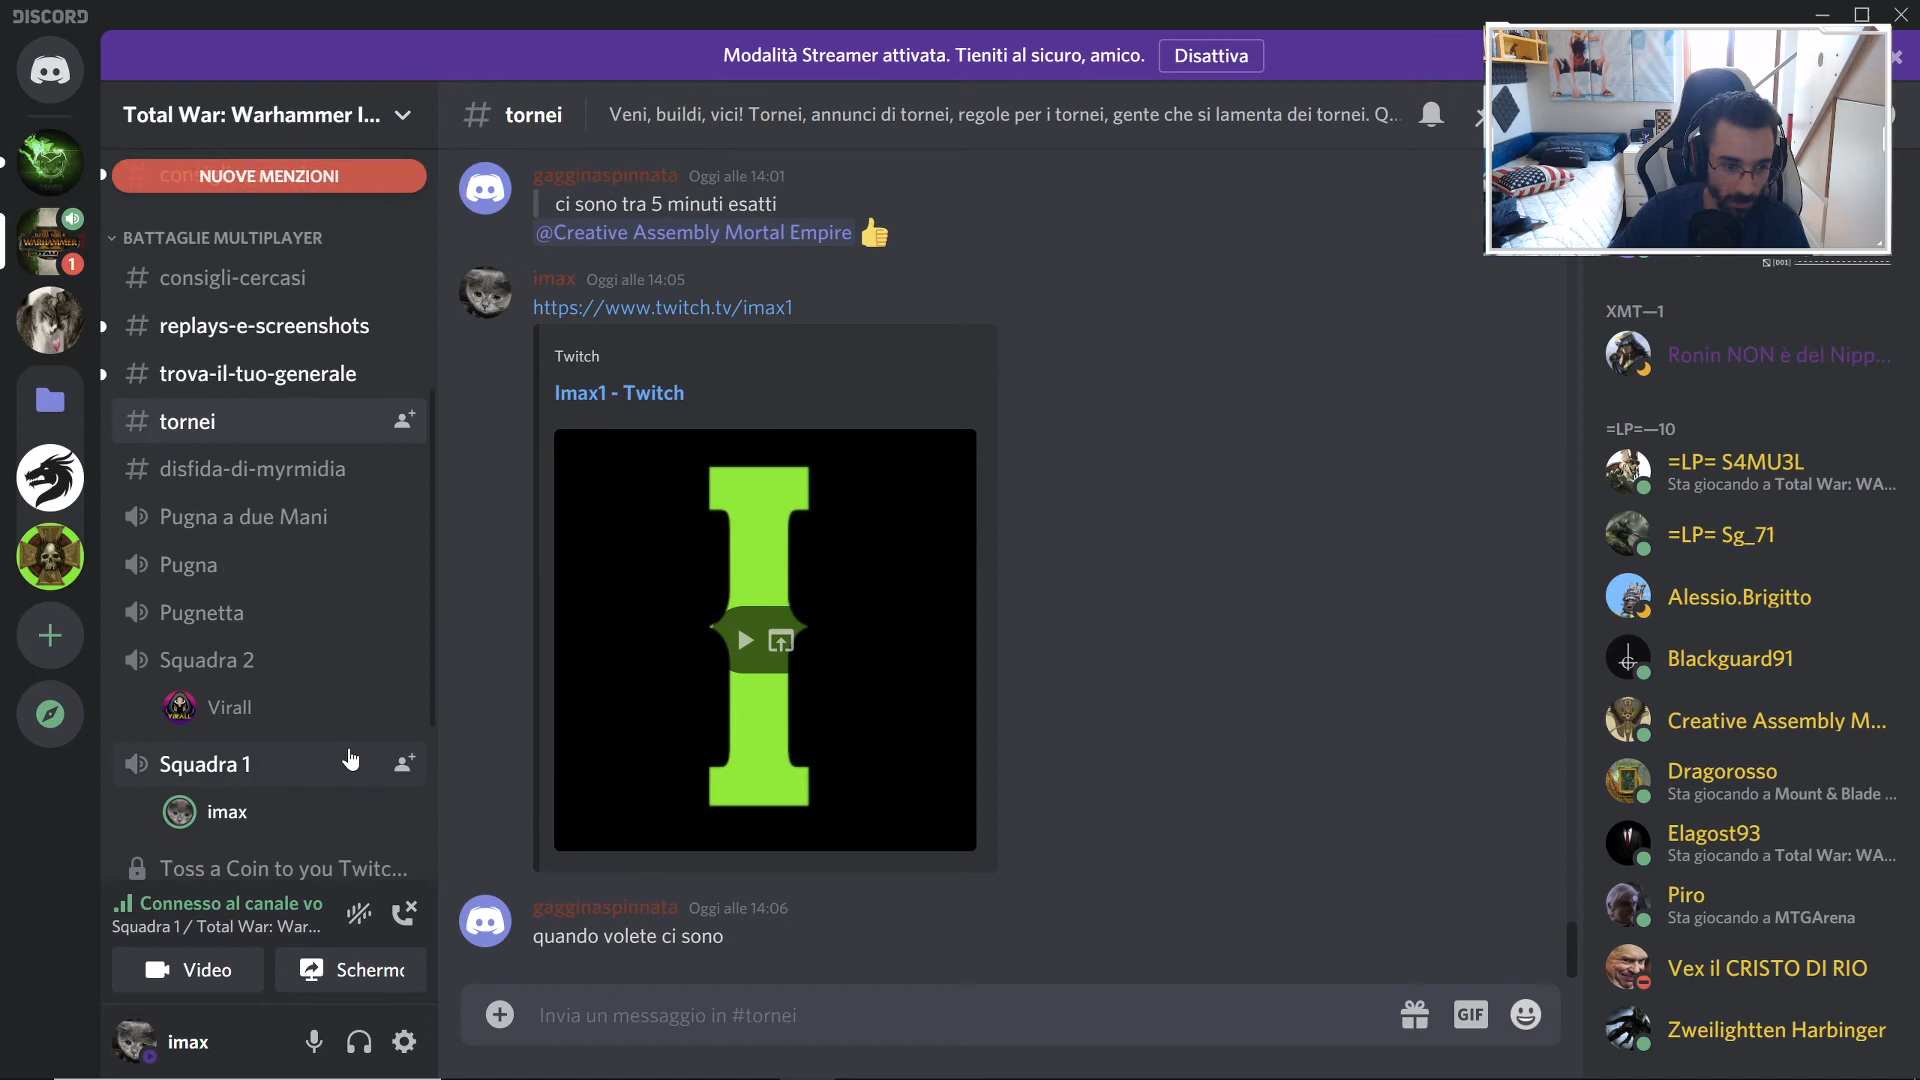 DISCORD
Modalità Streamer attivata. Tieniti al sicuro, amico.
Disattiva
Total War: Warhammer I...
NUOVE MENZIONI
BATTAGLIE MULTIPLAYER
consigli-cercasi
replays-e-screenshots
trova-il-tuo-generale
tornei
disfida-di-myrmidia
Pugna a due Mani
Pugna
Pugnetta
Squadra 2
Virall
Squadra 1
imax
Toss a Coin to you Twitc...
Connesso al canale vo
Squadra 1 / Total War: War...
Video
Schermo
imax
# tornei
Veni, buildi, vici! Tornei, annunci di tornei, regole per i tornei, gente che si lamenta dei tornei. Q...
gagginaspinnata Oggi alle 14:01
ci sono tra 5 minuti esatti
@Creative Assembly Mortal Empire 👍
imax Oggi alle 14:05
https://www.twitch.tv/imax1
Twitch
Imax1 - Twitch
I
gagginaspinnata Oggi alle 14:06
quando volete ci sono
Invia un messaggio in #tornei
GIF
[001]
XMT—1
Ronin NON è del Nipp...
=LP=—10
=LP= S4MU3L
Sta giocando a Total War: WA...
=LP= Sg_71
Alessio.Brigitto
Blackguard91
Creative Assembly M...
Dragorosso
Sta giocando a Mount & Blade ...
Elagost93
Sta giocando a Total War: WA...
Piro
Sta giocando a MTGArena
Vex il CRISTO DI RIO
Zweilightten Harbinger